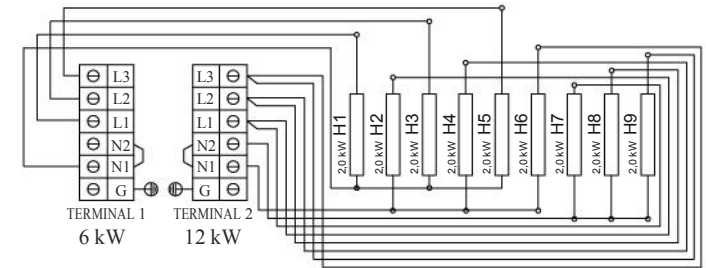 L3
L2
L1
N2
N1
G
TERMINAL 1
6 kW
L3
L2
L1
N2
N1
G
TERMINAL 2
12 kW
2,0 kW H1
2,0 kW H2
2,0 kW H3
2,0 kW H4
2,0 kW H5
2,0 kW H6
2,0 kW H7
2,0 kW H8
2,0 kW H9